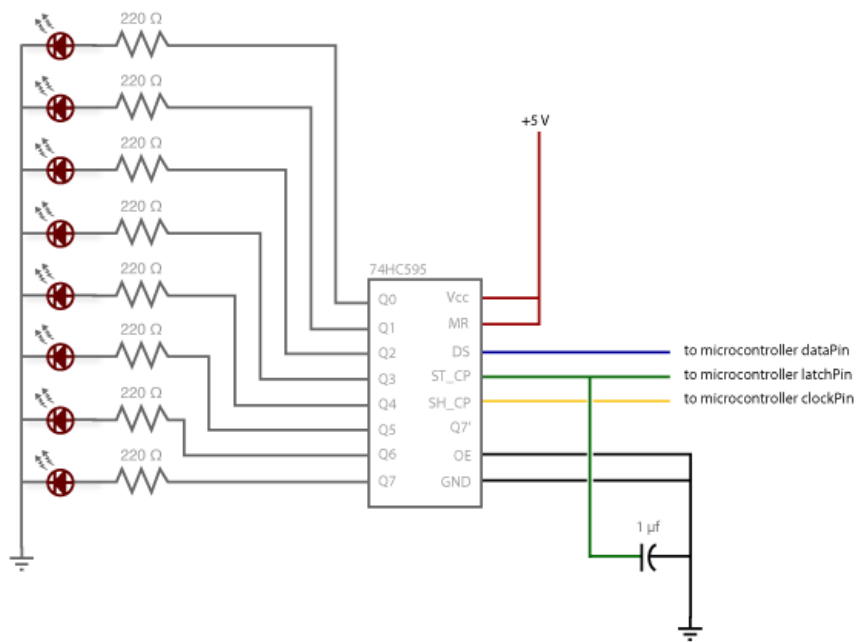 220 Ω
220 Ω
220 Ω
220 Ω
220 Ω
220 Ω
220 Ω
220 Ω
+5 V
74HC595
Q0
Q1
Q2
Q3
Q4
Q5
Q6
Q7
Vcc
MR
DS
ST_CP
SH_CP
Q7'
OE
GND
to microcontroller dataPin
to microcontroller latchPin
to microcontroller clockPin
1 µf